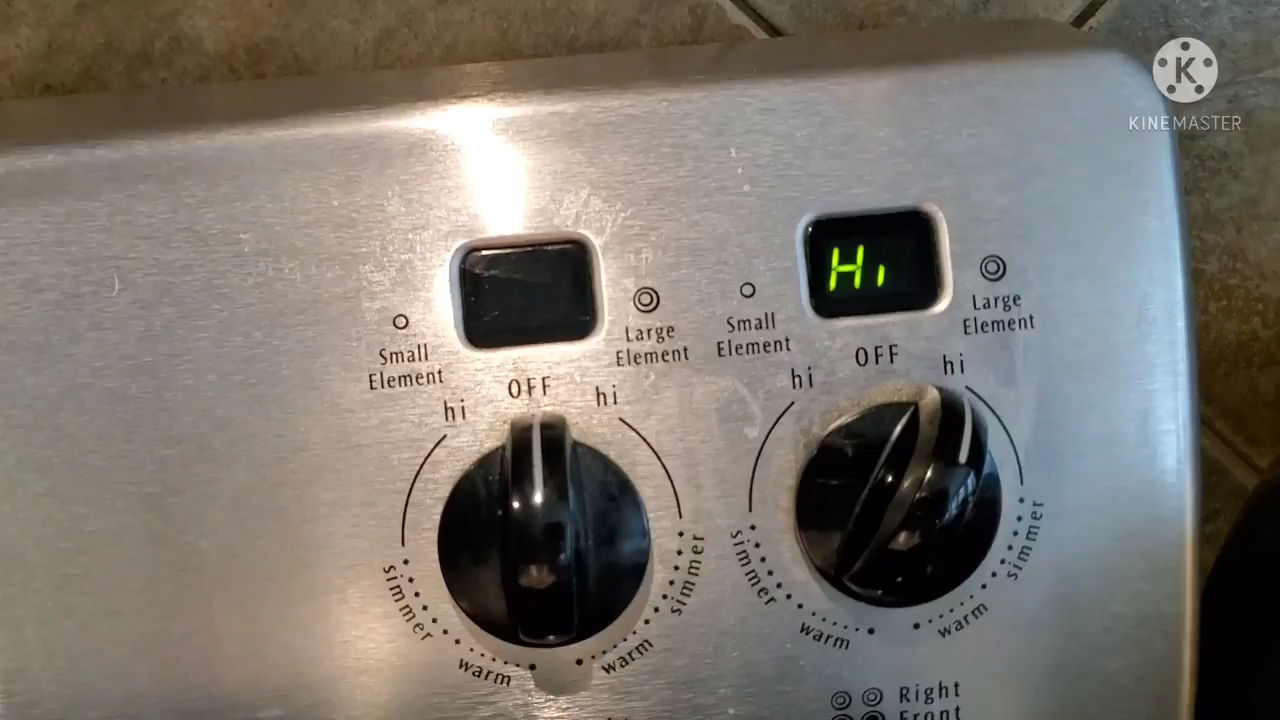 K
KINEMASTER
Hi
Small
Element
Large
Element
OFF
hi
hi
simmer
simmer
warm
warm
Small
Element
Large
Element
OFF
hi
hi
simmer
simmer
warm
warm
Right
Front